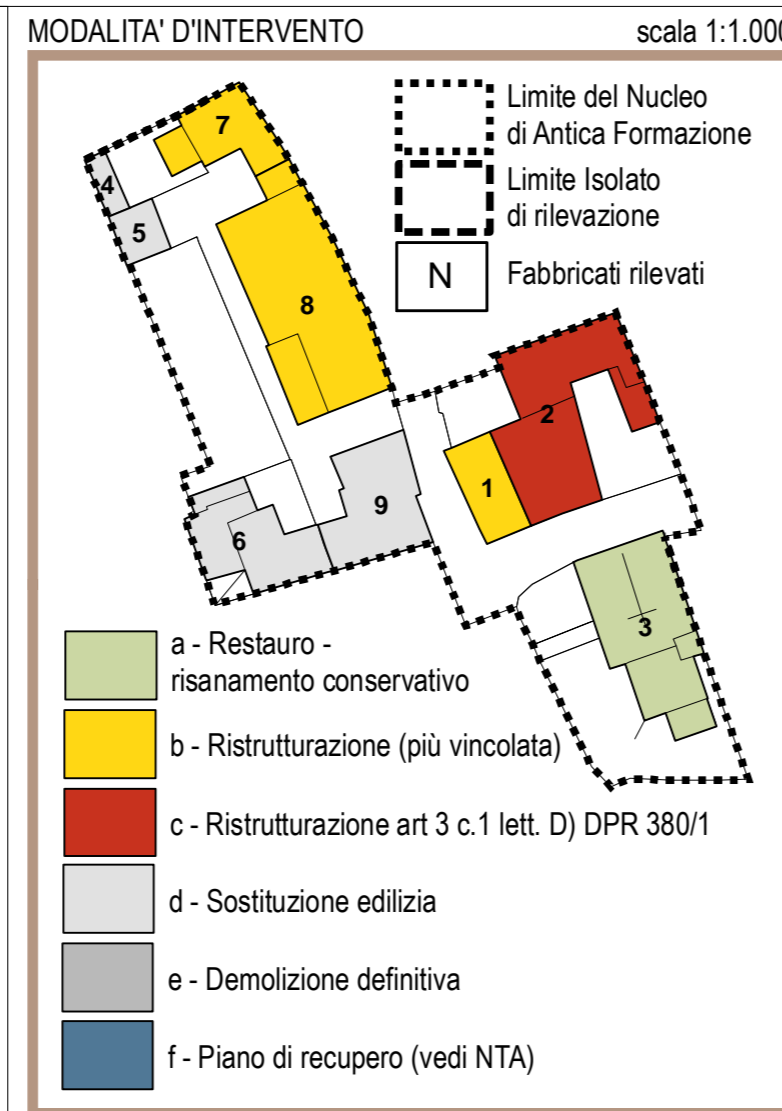 MODALITA' D'INTERVENTO
scala 1:1.000
Limite del Nucleo
di Antica Formazione
Limite Isolato
di rilevazione
N
Fabbricati rilevati
7
4
5
8
2
1
9
6
3
a - Restauro -
risanamento conservativo
b - Ristrutturazione (più vincolata)
c - Ristrutturazione art 3 c.1 lett. D) DPR 380/1
d - Sostituzione edilizia
e - Demolizione definitiva
f - Piano di recupero (vedi NTA)